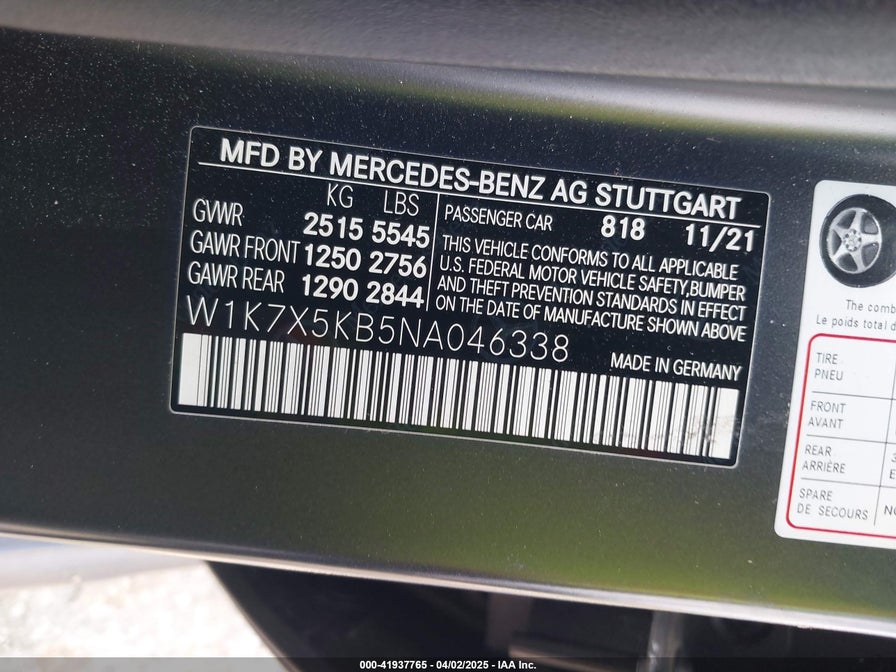 MFD BY MERCEDES-BENZ AG STUTTGART
KG LBS
GVWR 2515 5545
GAWR FRONT 1250 2756
GAWR REAR 1290 2844
PASSENGER CAR 818 11/21
THIS VEHICLE CONFORMS TO ALL APPLICABLE
U.S. FEDERAL MOTOR VEHICLE SAFETY,BUMPER
AND THEFT PREVENTION STANDARDS IN EFFECT
ON THE DATE OF MANUFACTURE SHOWN ABOVE
W1K7X5KB5NA046338
MADE IN GERMANY
The
Le poids total
TIRE
PNEU
FRONT
AVANT
REAR
ARRIÈRE
SPARE
DE SECOURS
000-41937765 - 04/02/2025 - IAA Inc.